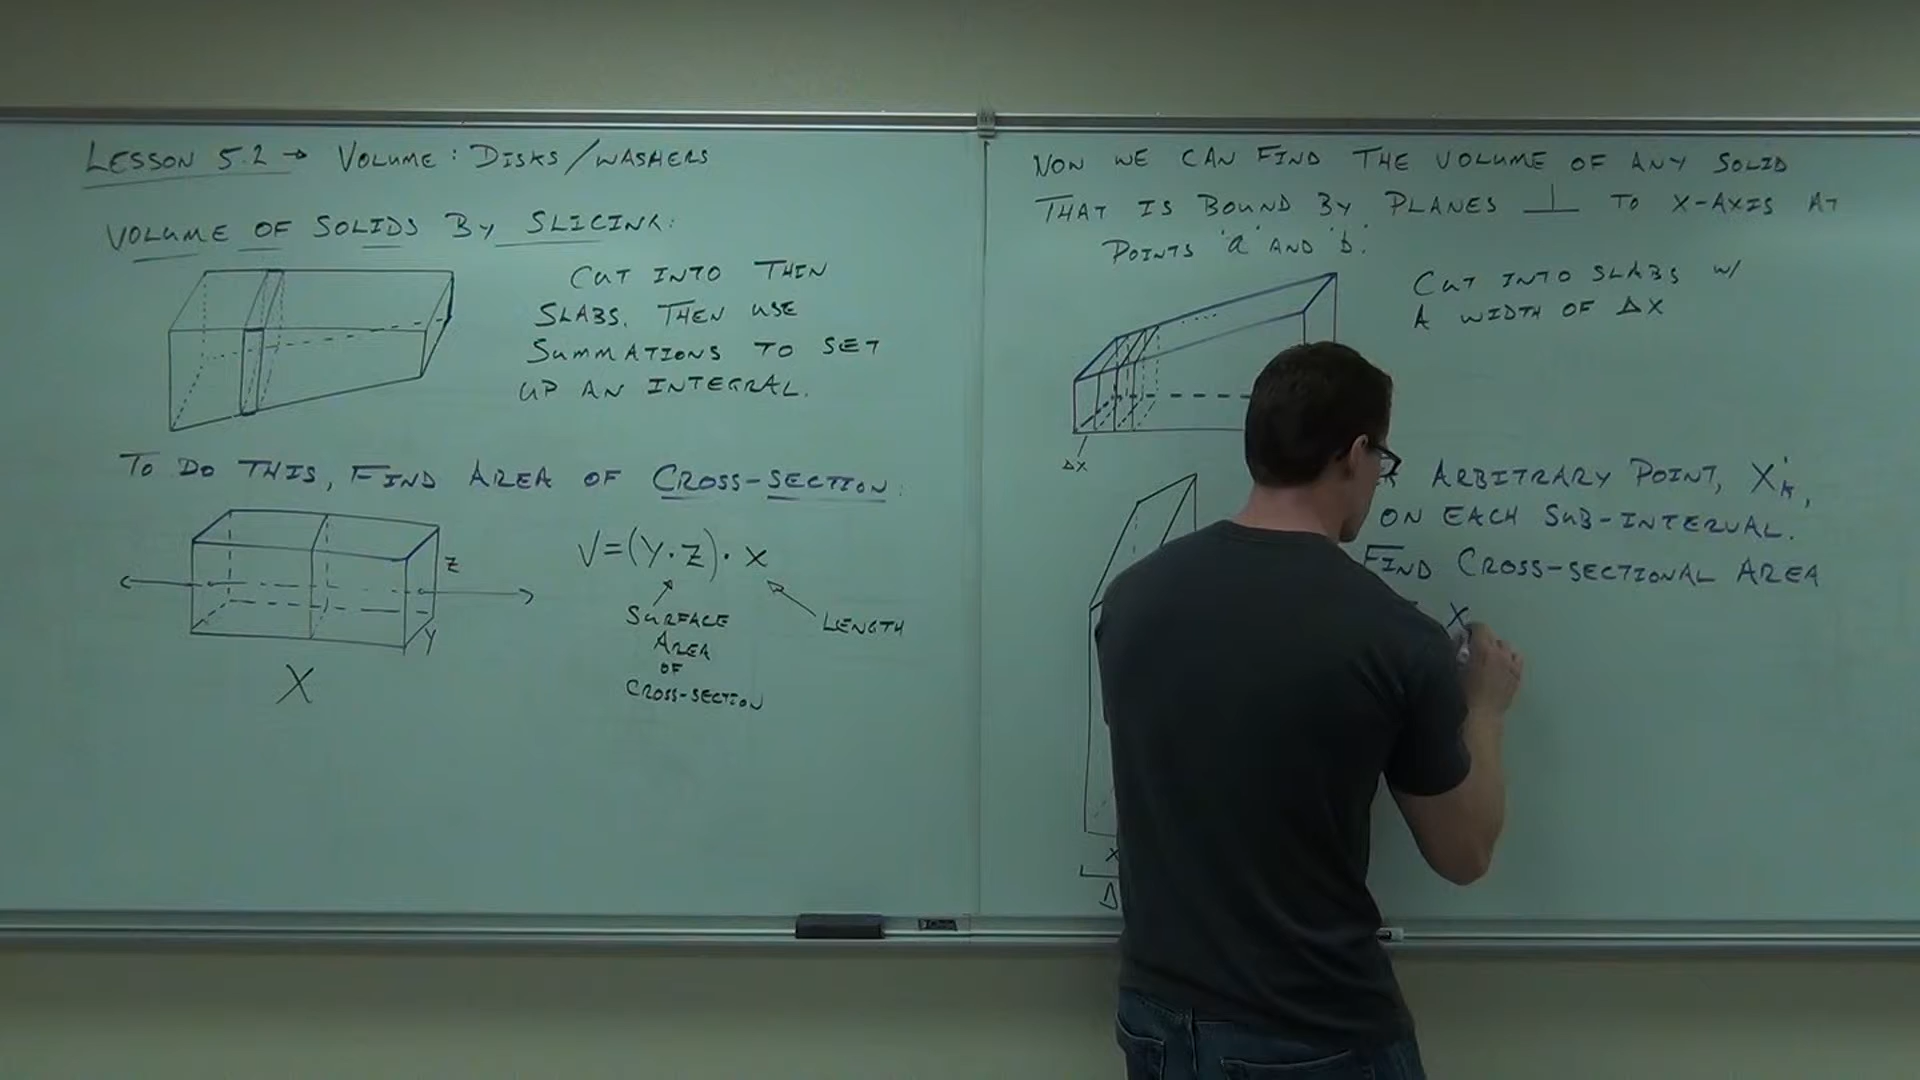 LESSON 5.2 → VOLUME: DISKS/WASHERS
VOLUME OF SOLIDS BY SLICING:
CUT INTO THIN
SLABS. THEN USE
SUMMATIONS TO SET
UP AN INTEGRAL.
TO DO THIS, FIND AREA OF CROSS-SECTION:
Z
Y
X
V=(Y·Z)·X
SURFACE
AREA
OF
CROSS-SECTION
LENGTH
NOW WE CAN FIND THE VOLUME OF ANY SOLID
THAT IS BOUND BY PLANES ⊥ TO X-AXIS AT
POINTS 'a' AND 'b'.
CUT INTO SLABS W/
A WIDTH OF ΔX
ΔX
ARBITRARY POINT,
ON EACH SUB-INTERVAL.
FIND CROSS-SECTIONAL AREA
X
X
Δ